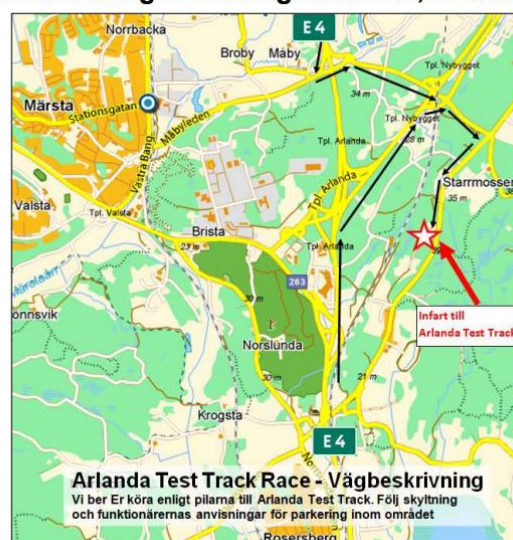 E4
Norrbacka
Broby
Måby
Tpl. Nybygget
Märsta
Stationsgatan
34 m
Måbyleden
Tpl. Nybygget
28 m
Västra Bang.
Tpl. Arlanda
Starrmossen
Tpl. Arlanda
35 m
Valsta
Tpl. Valsta
Brista
23 m
Tpl. Arlanda
263
30 m
Infart till
Arlanda Test Track
Norslunda
30 m
21 m
Krogsta
E4
Arlanda Test Track Race - Vägbeskrivning
Vi ber Er köra enligt pilarna till Arlanda Test Track. Följ skyltning
och funktionärernas anvisningar för parkering inom området
Rosersberg